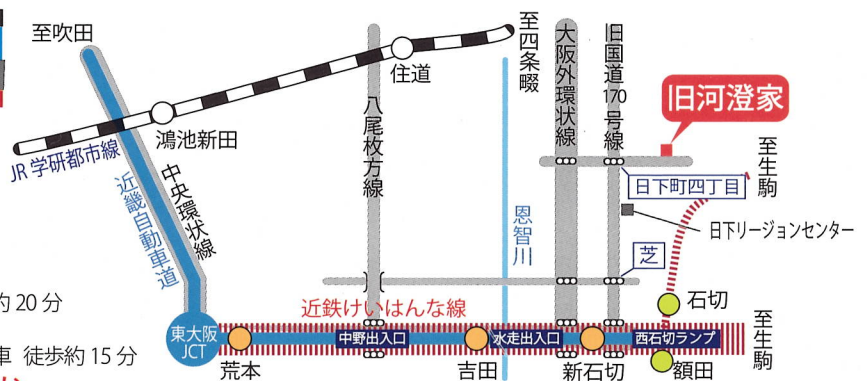 至吹田
住道
至四条畷
大阪外環状線
旧国道170号線
旧河澄家
鴻池新田
八尾枚方線
JR学研都市線
近畿自動車道
中央環状線
恩智川
至生駒
日下町四丁目
日下リージョンセンター
芝
約20分
近鉄けいはんな線
石切
東大阪
JCT
中野出入口
水走出入口
西石切ランプ
至生駒
車 徒歩約15分
荒本
吉田
新石切
額田